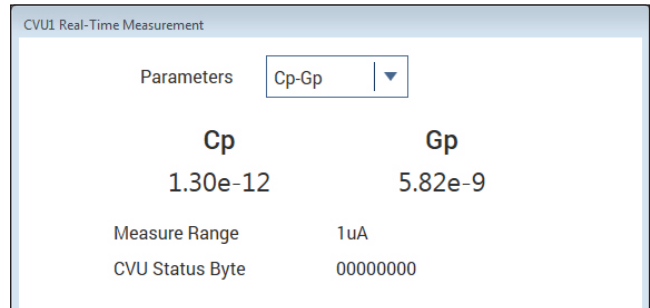 CVU1 Real-Time Measurement
Parameters Cp-Gp
Cp Gp
1.30e-12 5.82e-9
Measure Range 1uA
CVU Status Byte 00000000